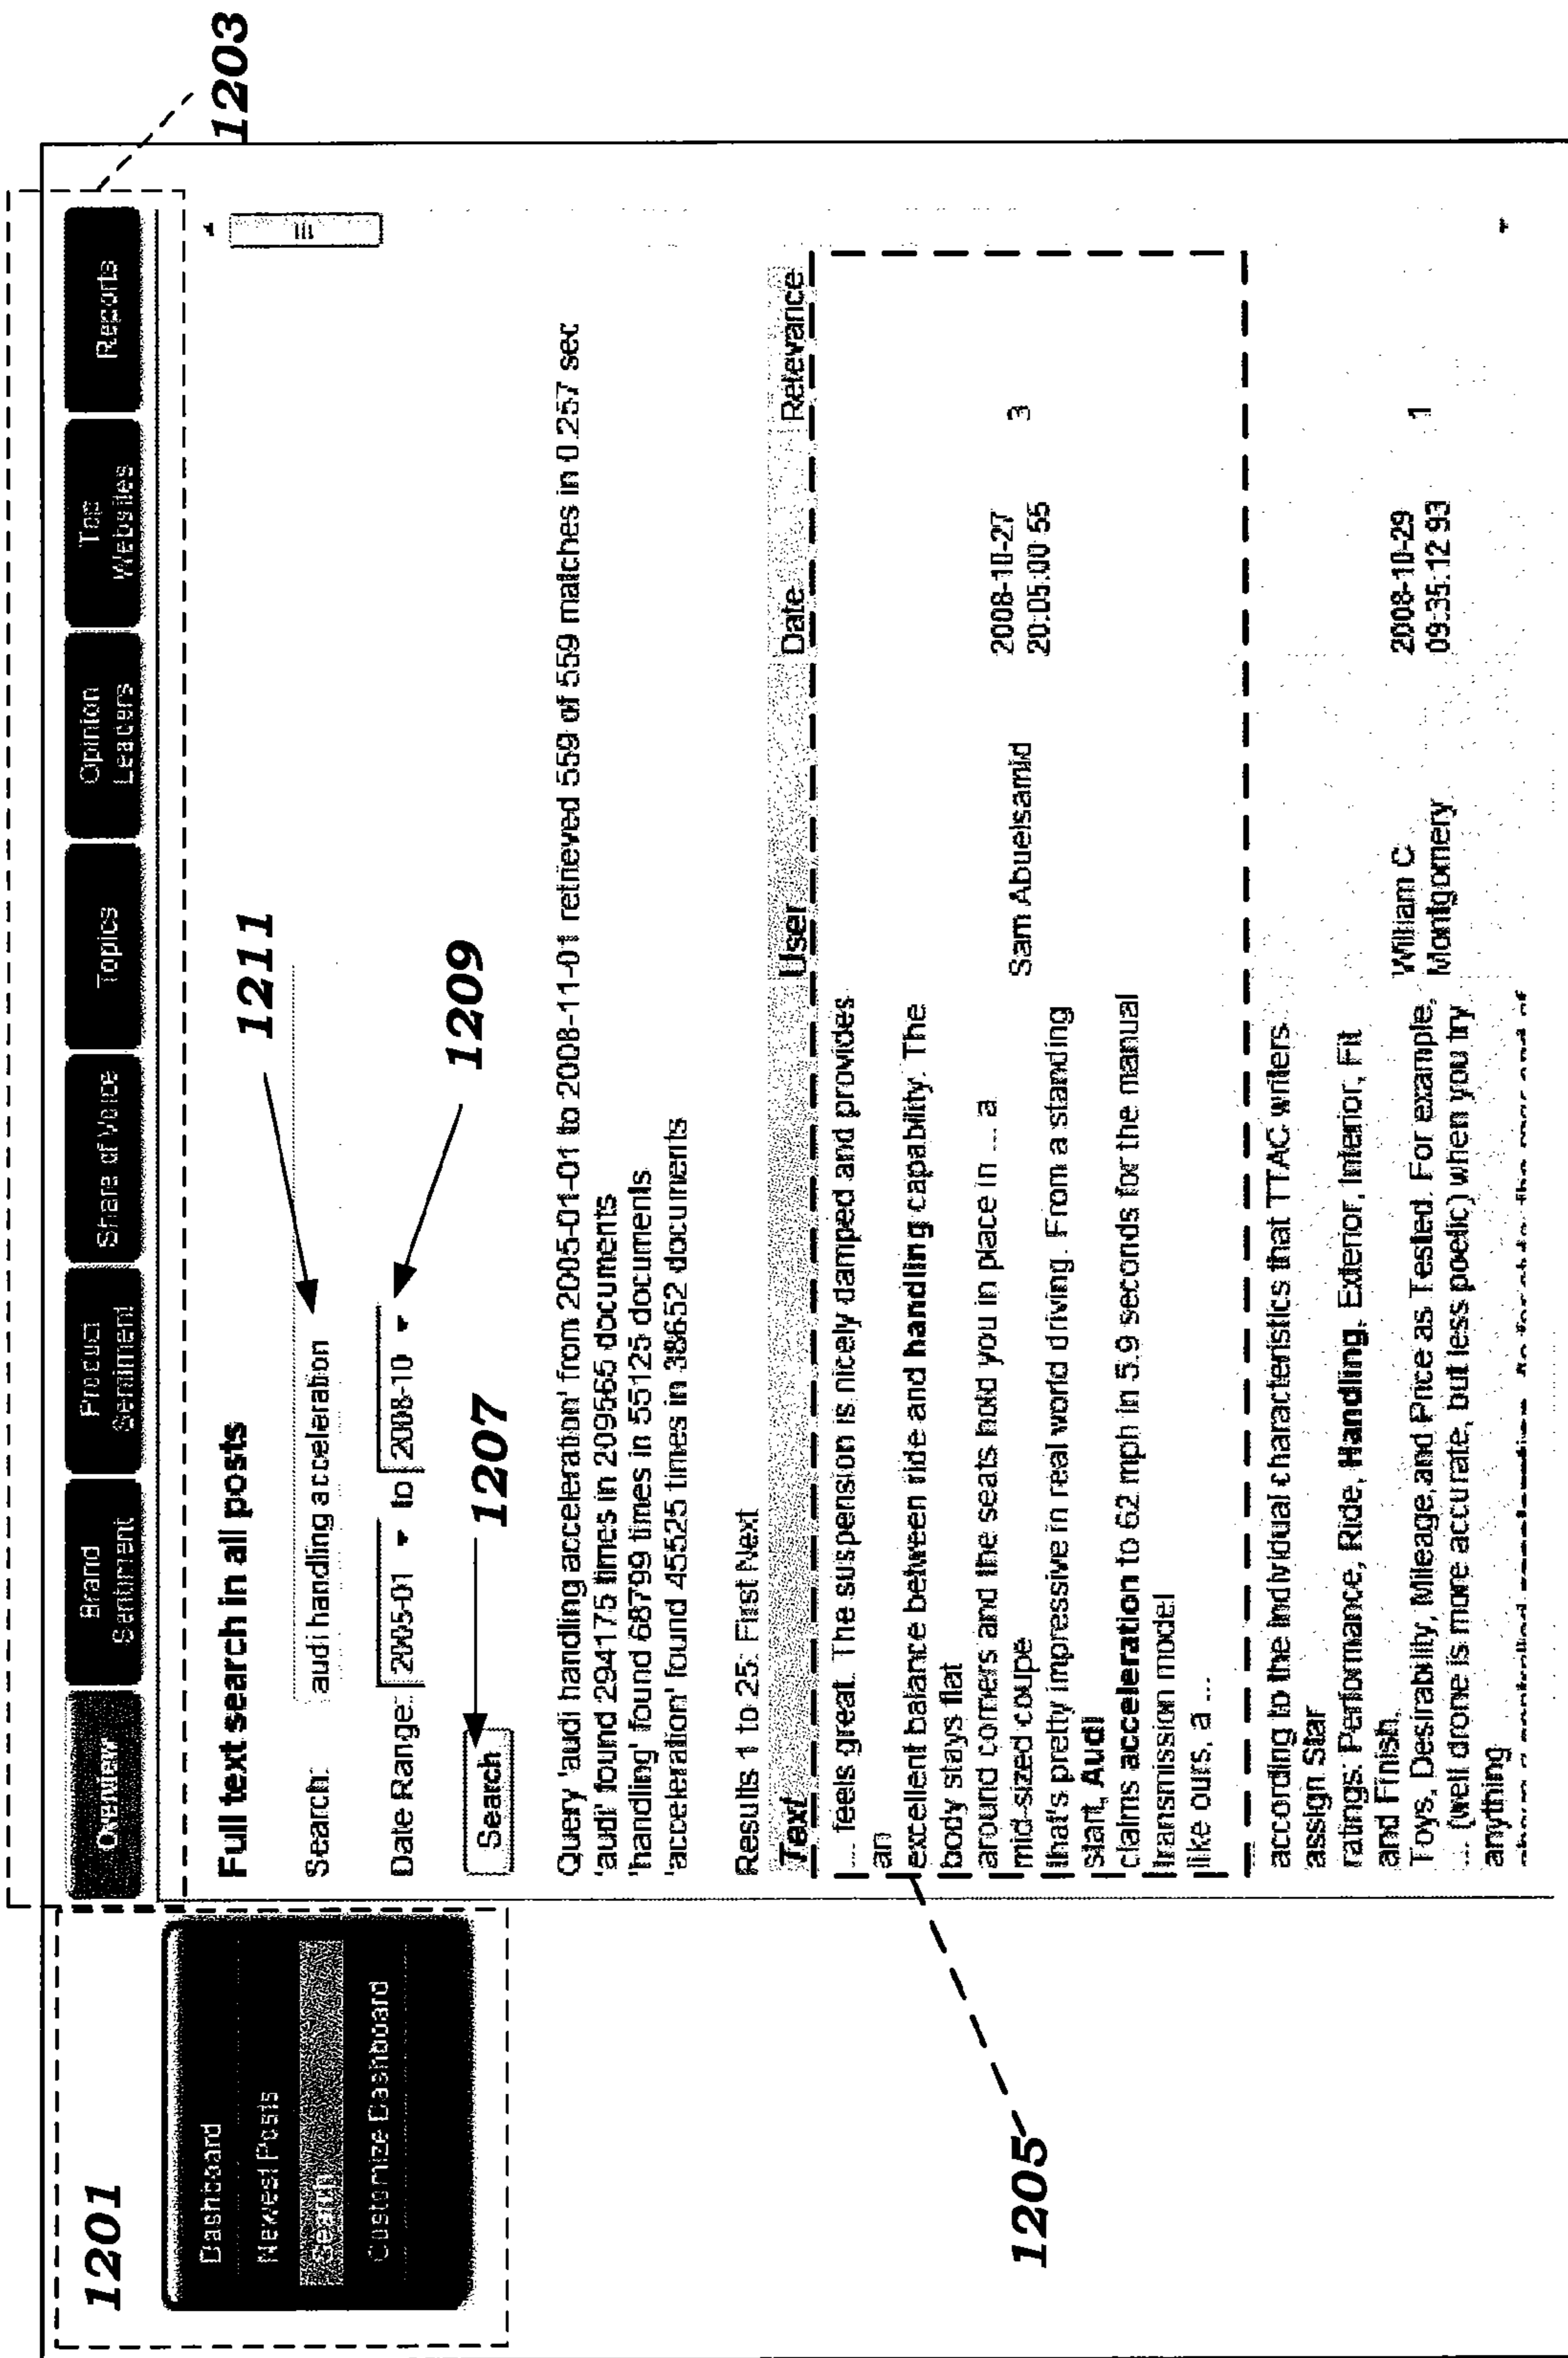 1201
1203
Dashboard
Newest Posts
Search
Customize Dashboard
Overview
Brand
Sentiment
Product
Sentiment
Share of Voice
Topics
Opinion
Leaders
Top
Websites
Reports
Full text search in all posts
1211
Search:
audi handling acceleration
1209
Date Range:
2005-01
to
2008-10
1207
Search
Query 'audi handling acceleration' from 2005-01-01 to 2008-11-01 retrieved 559 of 559 matches in 0.257 sec
'audi' found 294175 times in 209565 documents
'handling' found 68799 times in 55125 documents
'acceleration' found 45525 times in 38652 documents
Results 1 to 25: First Next
Text User Date Relevance
1205
... feels great. The suspension is nicely damped and provides
an
excellent balance between ride and handling capability. The
body stays flat
around corners and the seats hold you in place in ... a
mid-sized coupe
that's pretty impressive in real world driving. From a standing
start, Audi
claims acceleration to 62 mph in 5.9 seconds for the manual
transmission model
like ours, a ...
Sam Abuelsamid
2008-10-27
20:05:00 55
3
according to the individual characteristics that TTAC writers
assign Star
ratings: Performance, Ride, Handling, Exterior, Interior, Fit
and Finish,
Toys, Desirability, Mileage and Price as Tested. For example,
... (well drone is more accurate, but less poetic) when you try
anything
William C
Montgomery
2008-10-29
09:35:12 93
1